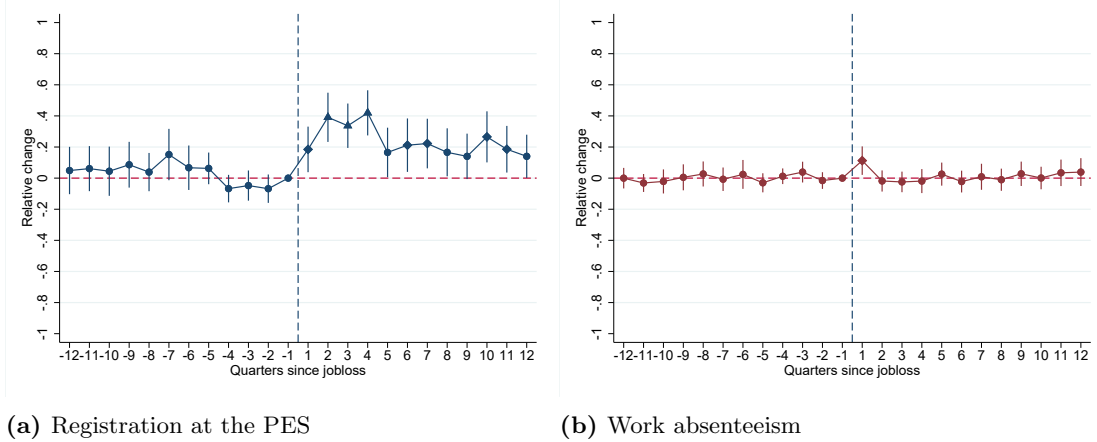 1
.8
.6
.4
.2
0
-.2
-.4
-.6
-.8
-1
Relative change
-12 -11 -10 -9 -8 -7 -6 -5 -4 -3 -2 -1 1 2 3 4 5 6 7 8 9 10 11 12
Quarters since jobloss
(a) Registration at the PES
1
.8
.6
.4
.2
0
-.2
-.4
-.6
-.8
-1
Relative change
-12 -11 -10 -9 -8 -7 -6 -5 -4 -3 -2 -1 1 2 3 4 5 6 7 8 9 10 11 12
Quarters since jobloss
(b) Work absenteeism